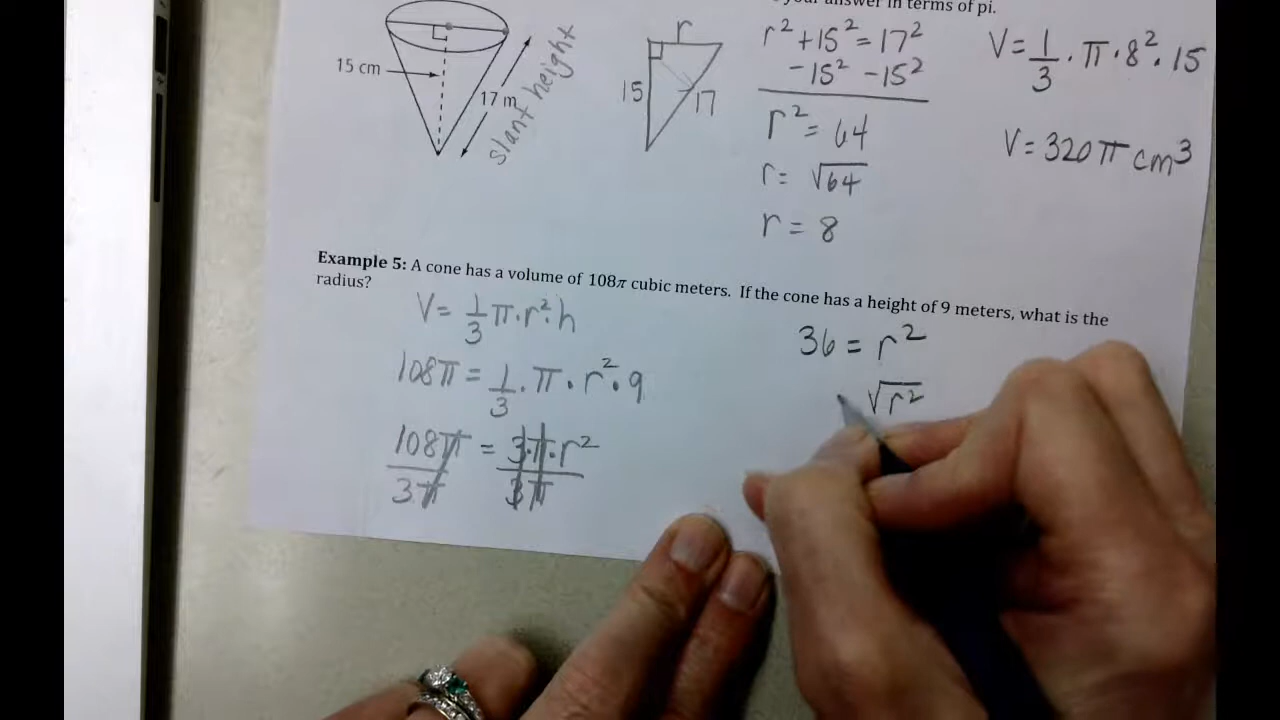 your answer in terms of pi.
15 cm
17 m
slant height
r
15
17
r² + 15² = 17²
-15² -15²
r² = 64
r = √64
r = 8
V = 1/3 · π · 8² · 15
V = 320π cm³
Example 5: A cone has a volume of 108π cubic meters. If the cone has a height of 9 meters, what is the
radius?
V = 1/3 π · r² · h
108π = 1/3 · π · r² · 9
108π/3π = 3·π·r²/3π
36 = r²
√r²